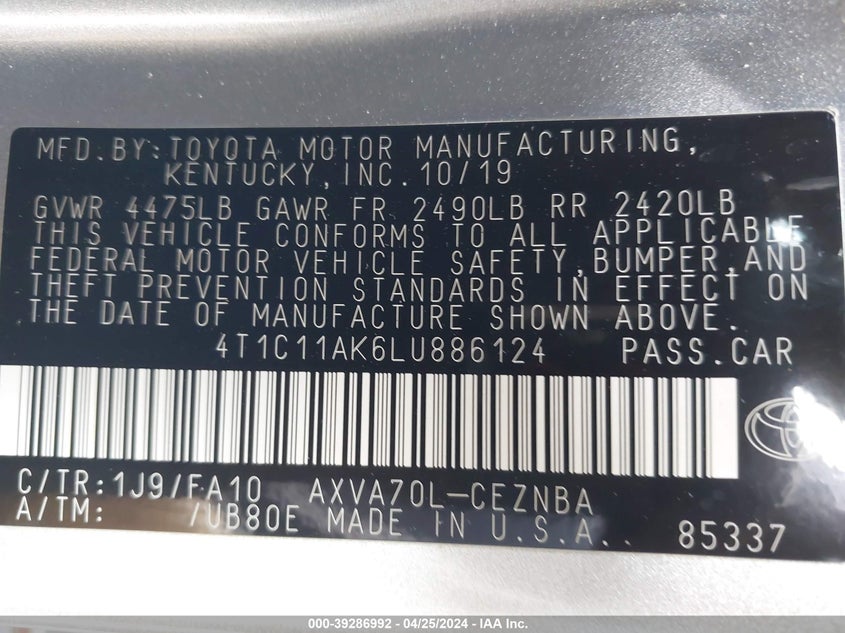 MFD.BY:TOYOTA MOTOR MANUFACTURING,
KENTUCKY,INC.10/19
GVWR 4475LB GAWR FR 2490LB RR 2420LB
THIS VEHICLE CONFORMS TO ALL APPLICABLE
FEDERAL MOTOR VEHICLE SAFETY,BUMPER,AND
THEFT PREVENTION STANDARDS IN EFFECT ON
THE DATE OF MANUFACTURE SHOWN ABOVE.
4T1C11AK6LU886124 PASS.CAR
C/TR:1J9/FA10 AXVA70L-CEZNBA
A/TM: /UB80E MADE IN U.S.A. 85337
000-39286992 - 04/25/2024 - IAA Inc.